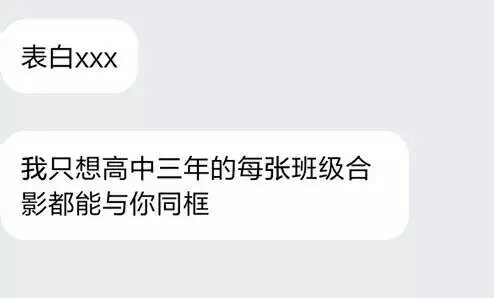 表白xxx
我只想高中三年的每张班级合
影都能与你同框